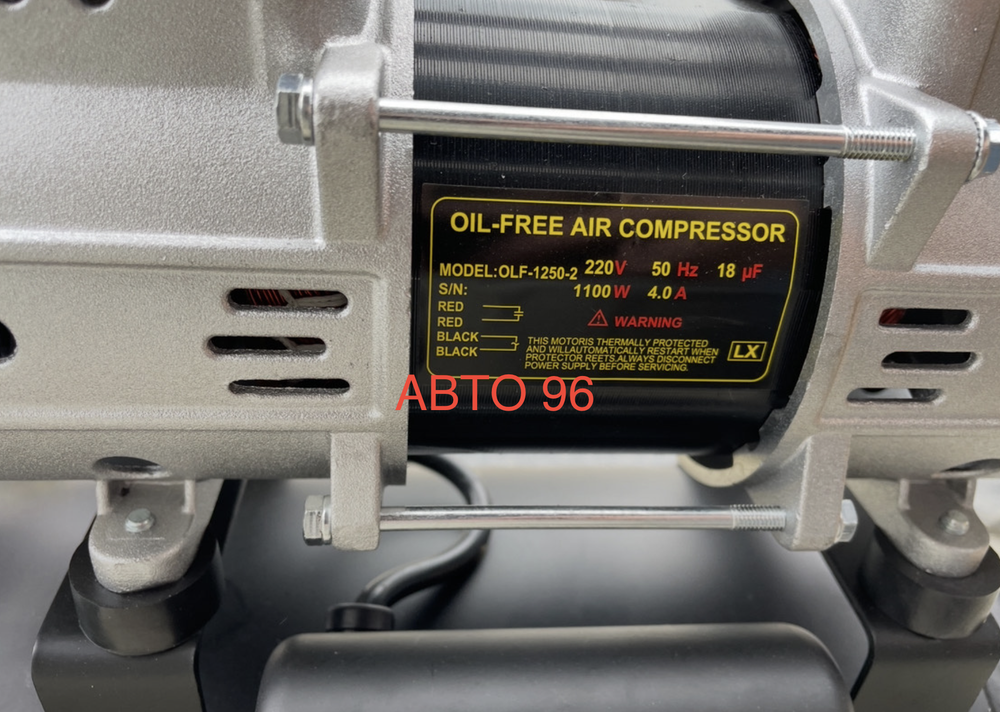 OIL-FREE AIR COMPRESSOR
MODEL:OLF-1250-2 220V 50 Hz 18 µF
S/N: 1100 W 4.0 A
RED
RED
WARNING
BLACK
BLACK
THIS MOTORIS THERMALLY PROTECTED
AND WILLAUTOMATICALLY RESTART WHEN
PROTECTOR REETS.ALWAYS DISCONNECT
POWER SUPPLY BEFORE SERVICING.
LX
АВТО 96